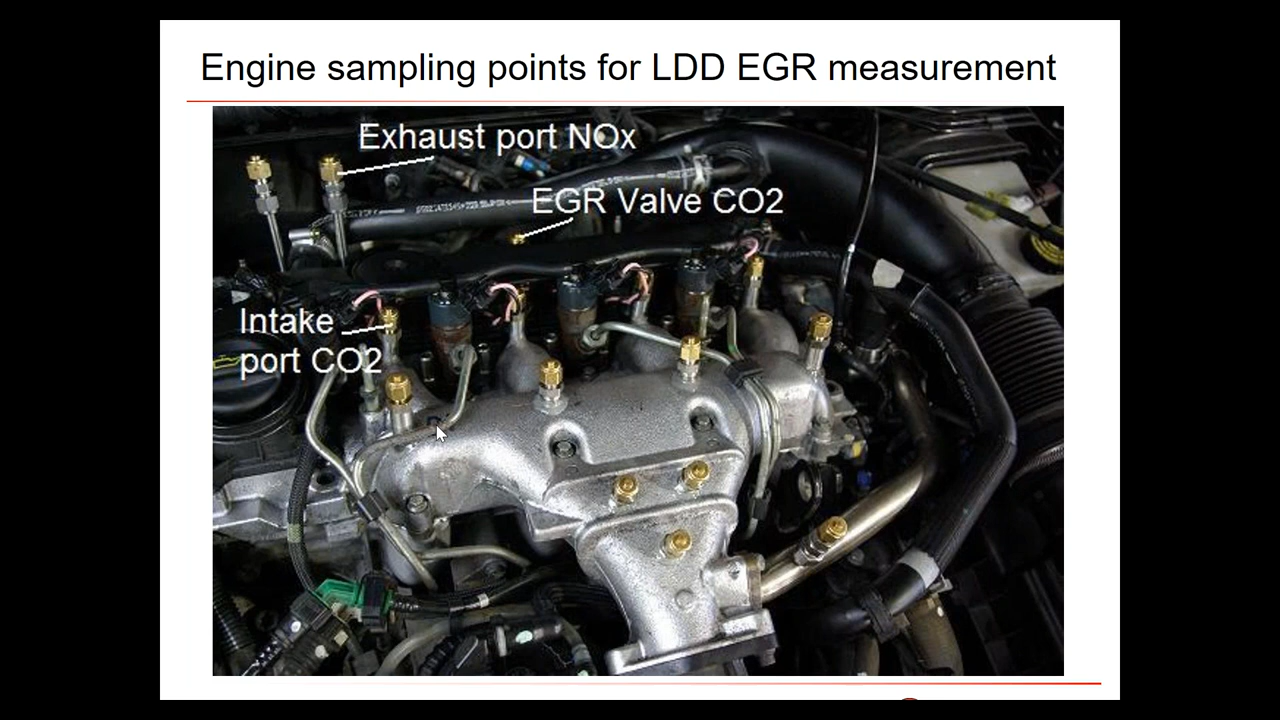 Engine sampling points for LDD EGR measurement
Exhaust port NOx
EGR Valve CO2
Intake
port CO2